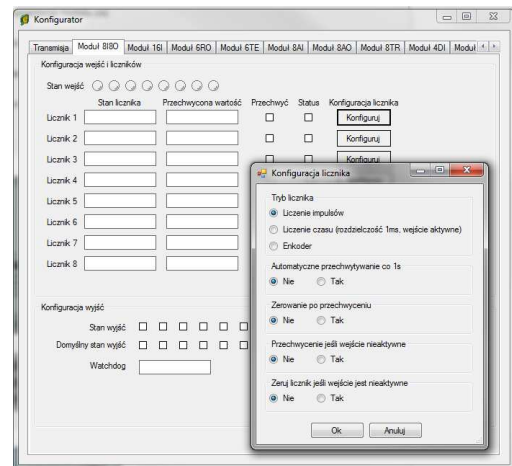 Konfigurator
Transmisja Moduł 8I8O Moduł 16I Moduł 6RO Moduł 6TE Moduł 8AI Moduł 8AO Moduł 8TR Moduł 4DI Moduł
Konfiguracja wejść i liczników
Stan wejść
Stan licznika Przechwycona wartość Przechwyć Status Konfiguracja licznika
Licznik 1 Konfiguruj
Licznik 2 Konfiguruj
Licznik 3 Konfiguruj
Licznik 4
Licznik 5
Licznik 6
Licznik 7
Licznik 8
Konfiguracja wyjść
Stan wyjść
Domyślny stan wyjść
Watchdog
Konfiguracja licznika
Tryb licznika
Liczenie impulsów
Liczenie czasu (rozdzielczość 1ms, wejście aktywne)
Enkoder
Automatyczne przechwytywanie co 1s
Nie Tak
Zerowanie po przechwyceniu
Nie Tak
Przechwycenie jeśli wejście nieaktywne
Nie Tak
Zeruj licznik jeśli wejście jest nieaktywne
Nie Tak
Ok Anuluj